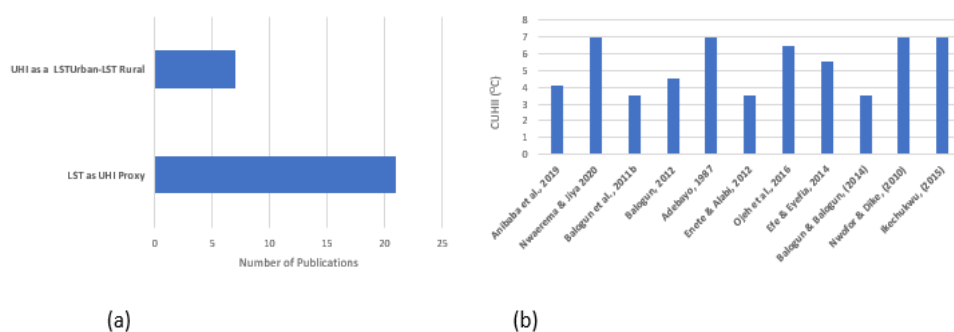 UHI as a LSTUrban-LST Rural
LST as UHI Proxy
0 5 10 15 20 25
Number of Publications
(a)
CUHII (°C)
8
7
6
5
4
3
2
1
0
Anibaba et al., 2019
Nwaerema & Jiya 2020
Balogun et al., 2011b
Balogun, 2012
Adebayo, 1987
Enete & Alabi, 2012
Ojeh et al., 2016
Efe & Eyefia, 2014
Balogun & Balogun, (2014)
Nwofor & Dike, (2010)
Ikechukwu, (2015)
(b)